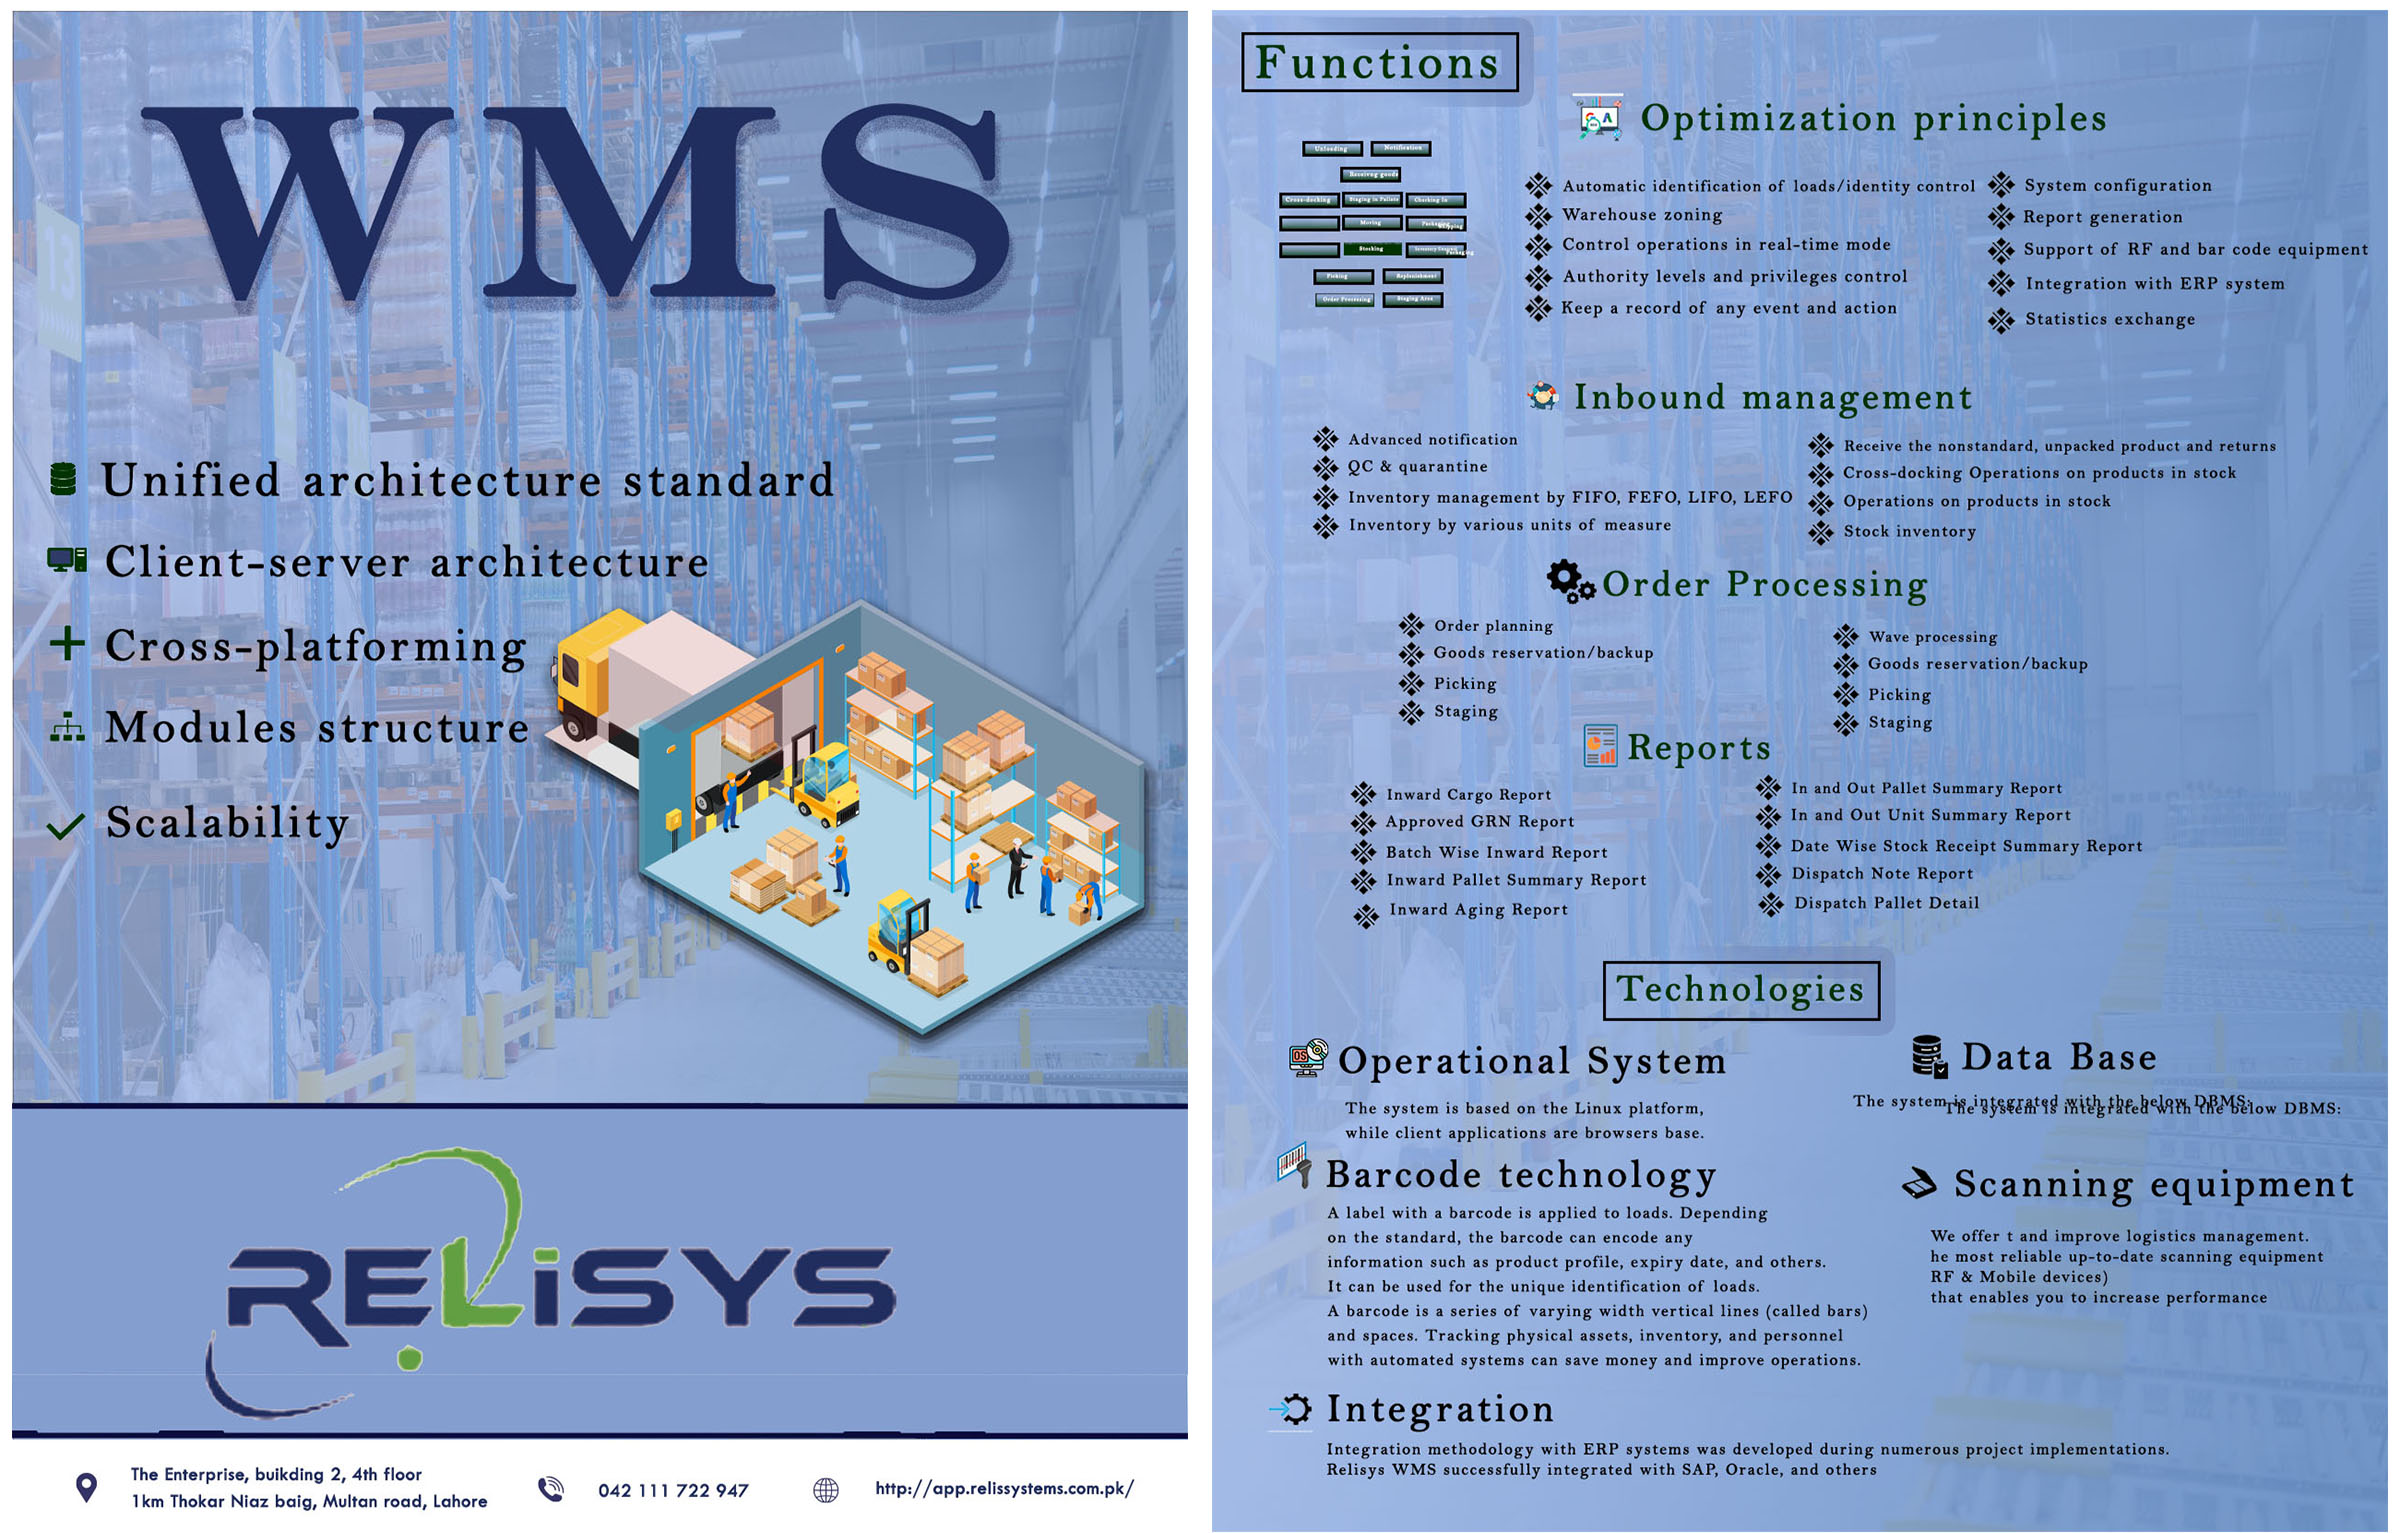 WMS
Unified architecture standard
Client-server architecture
Cross-platforming
Modules structure
Scalability
RELiSYS
The Enterprise, buikding 2, 4th floor
1km Thokar Niaz baig, Multan road, Lahore
042 111 722 947
http://app.relissystems.com.pk/
Functions
Unloading
Notification
Receivng goods
Cross-docking
Staging in Pallets
Checking In
Moving
Packaging
Stocking
Packaging
Picking
Replenishment
Order Processing
Staging Area
Optimization principles
Automatic identification of loads/identity control
Warehouse zoning
Control operations in real-time mode
Authority levels and privileges control
Keep a record of any event and action
System configuration
Report generation
Support of RF and bar code equipment
Integration with ERP system
Statistics exchange
Inbound management
Advanced notification
QC & quarantine
Inventory management by FIFO, FEFO, LIFO, LEFO
Inventory by various units of measure
Receive the nonstandard, unpacked product and returns
Cross-docking Operations on products in stock
Operations on products in stock
Stock inventory
Order Processing
Order planning
Goods reservation/backup
Picking
Staging
Wave processing
Goods reservation/backup
Picking
Staging
Reports
Inward Cargo Report
Approved GRN Report
Batch Wise Inward Report
Inward Pallet Summary Report
Inward Aging Report
In and Out Pallet Summary Report
In and Out Unit Summary Report
Date Wise Stock Receipt Summary Report
Dispatch Note Report
Dispatch Pallet Detail
Technologies
Operational System
The system is based on the Linux platform,
while client applications are browsers base.
Data Base
The system is integrated with the below DBMS:
The system is integrated with the below DBMS:
Barcode technology
A label with a barcode is applied to loads. Depending
on the standard, the barcode can encode any
information such as product profile, expiry date, and others.
It can be used for the unique identification of loads.
A barcode is a series of varying width vertical lines (called bars)
and spaces. Tracking physical assets, inventory, and personnel
with automated systems can save money and improve operations.
Scanning equipment
We offer t and improve logistics management.
he most reliable up-to-date scanning equipment
RF & Mobile devices)
that enables you to increase performance
Integration
Integration methodology with ERP systems was developed during numerous project implementations.
Relisys WMS successfully integrated with SAP, Oracle, and others